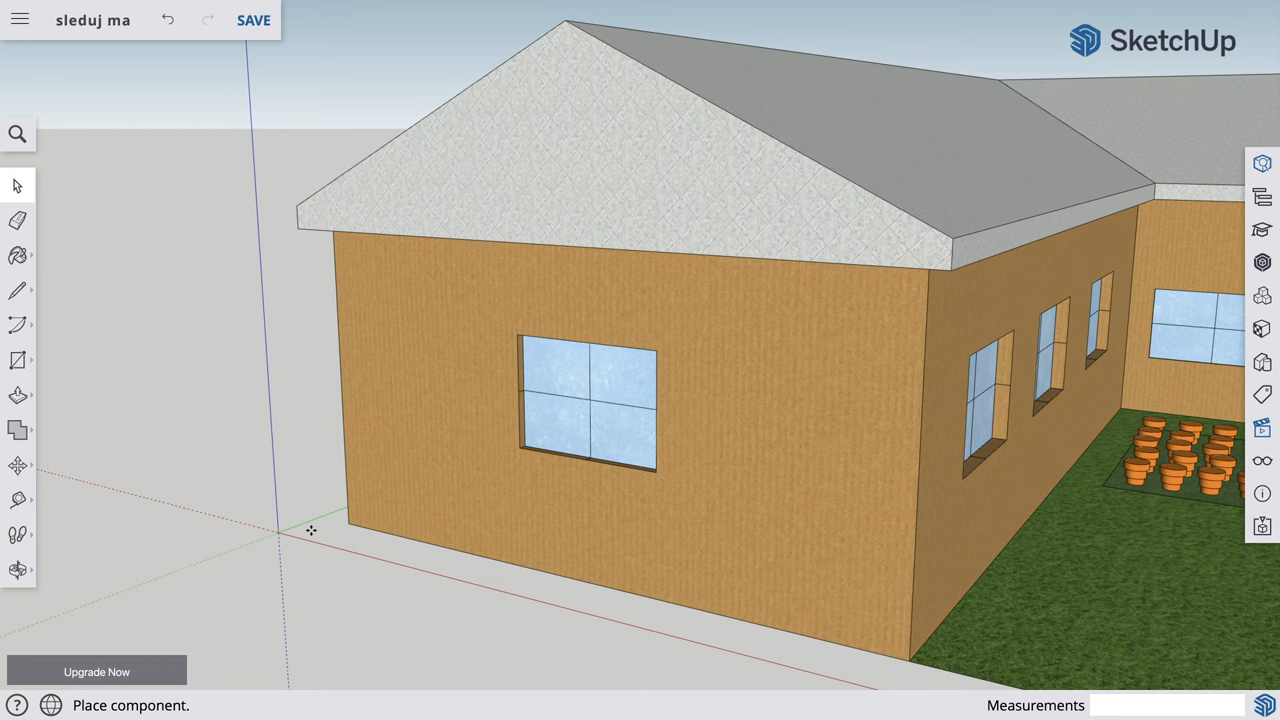 sleduj ma
SAVE
SketchUp
Upgrade Now
Place component.
Measurements